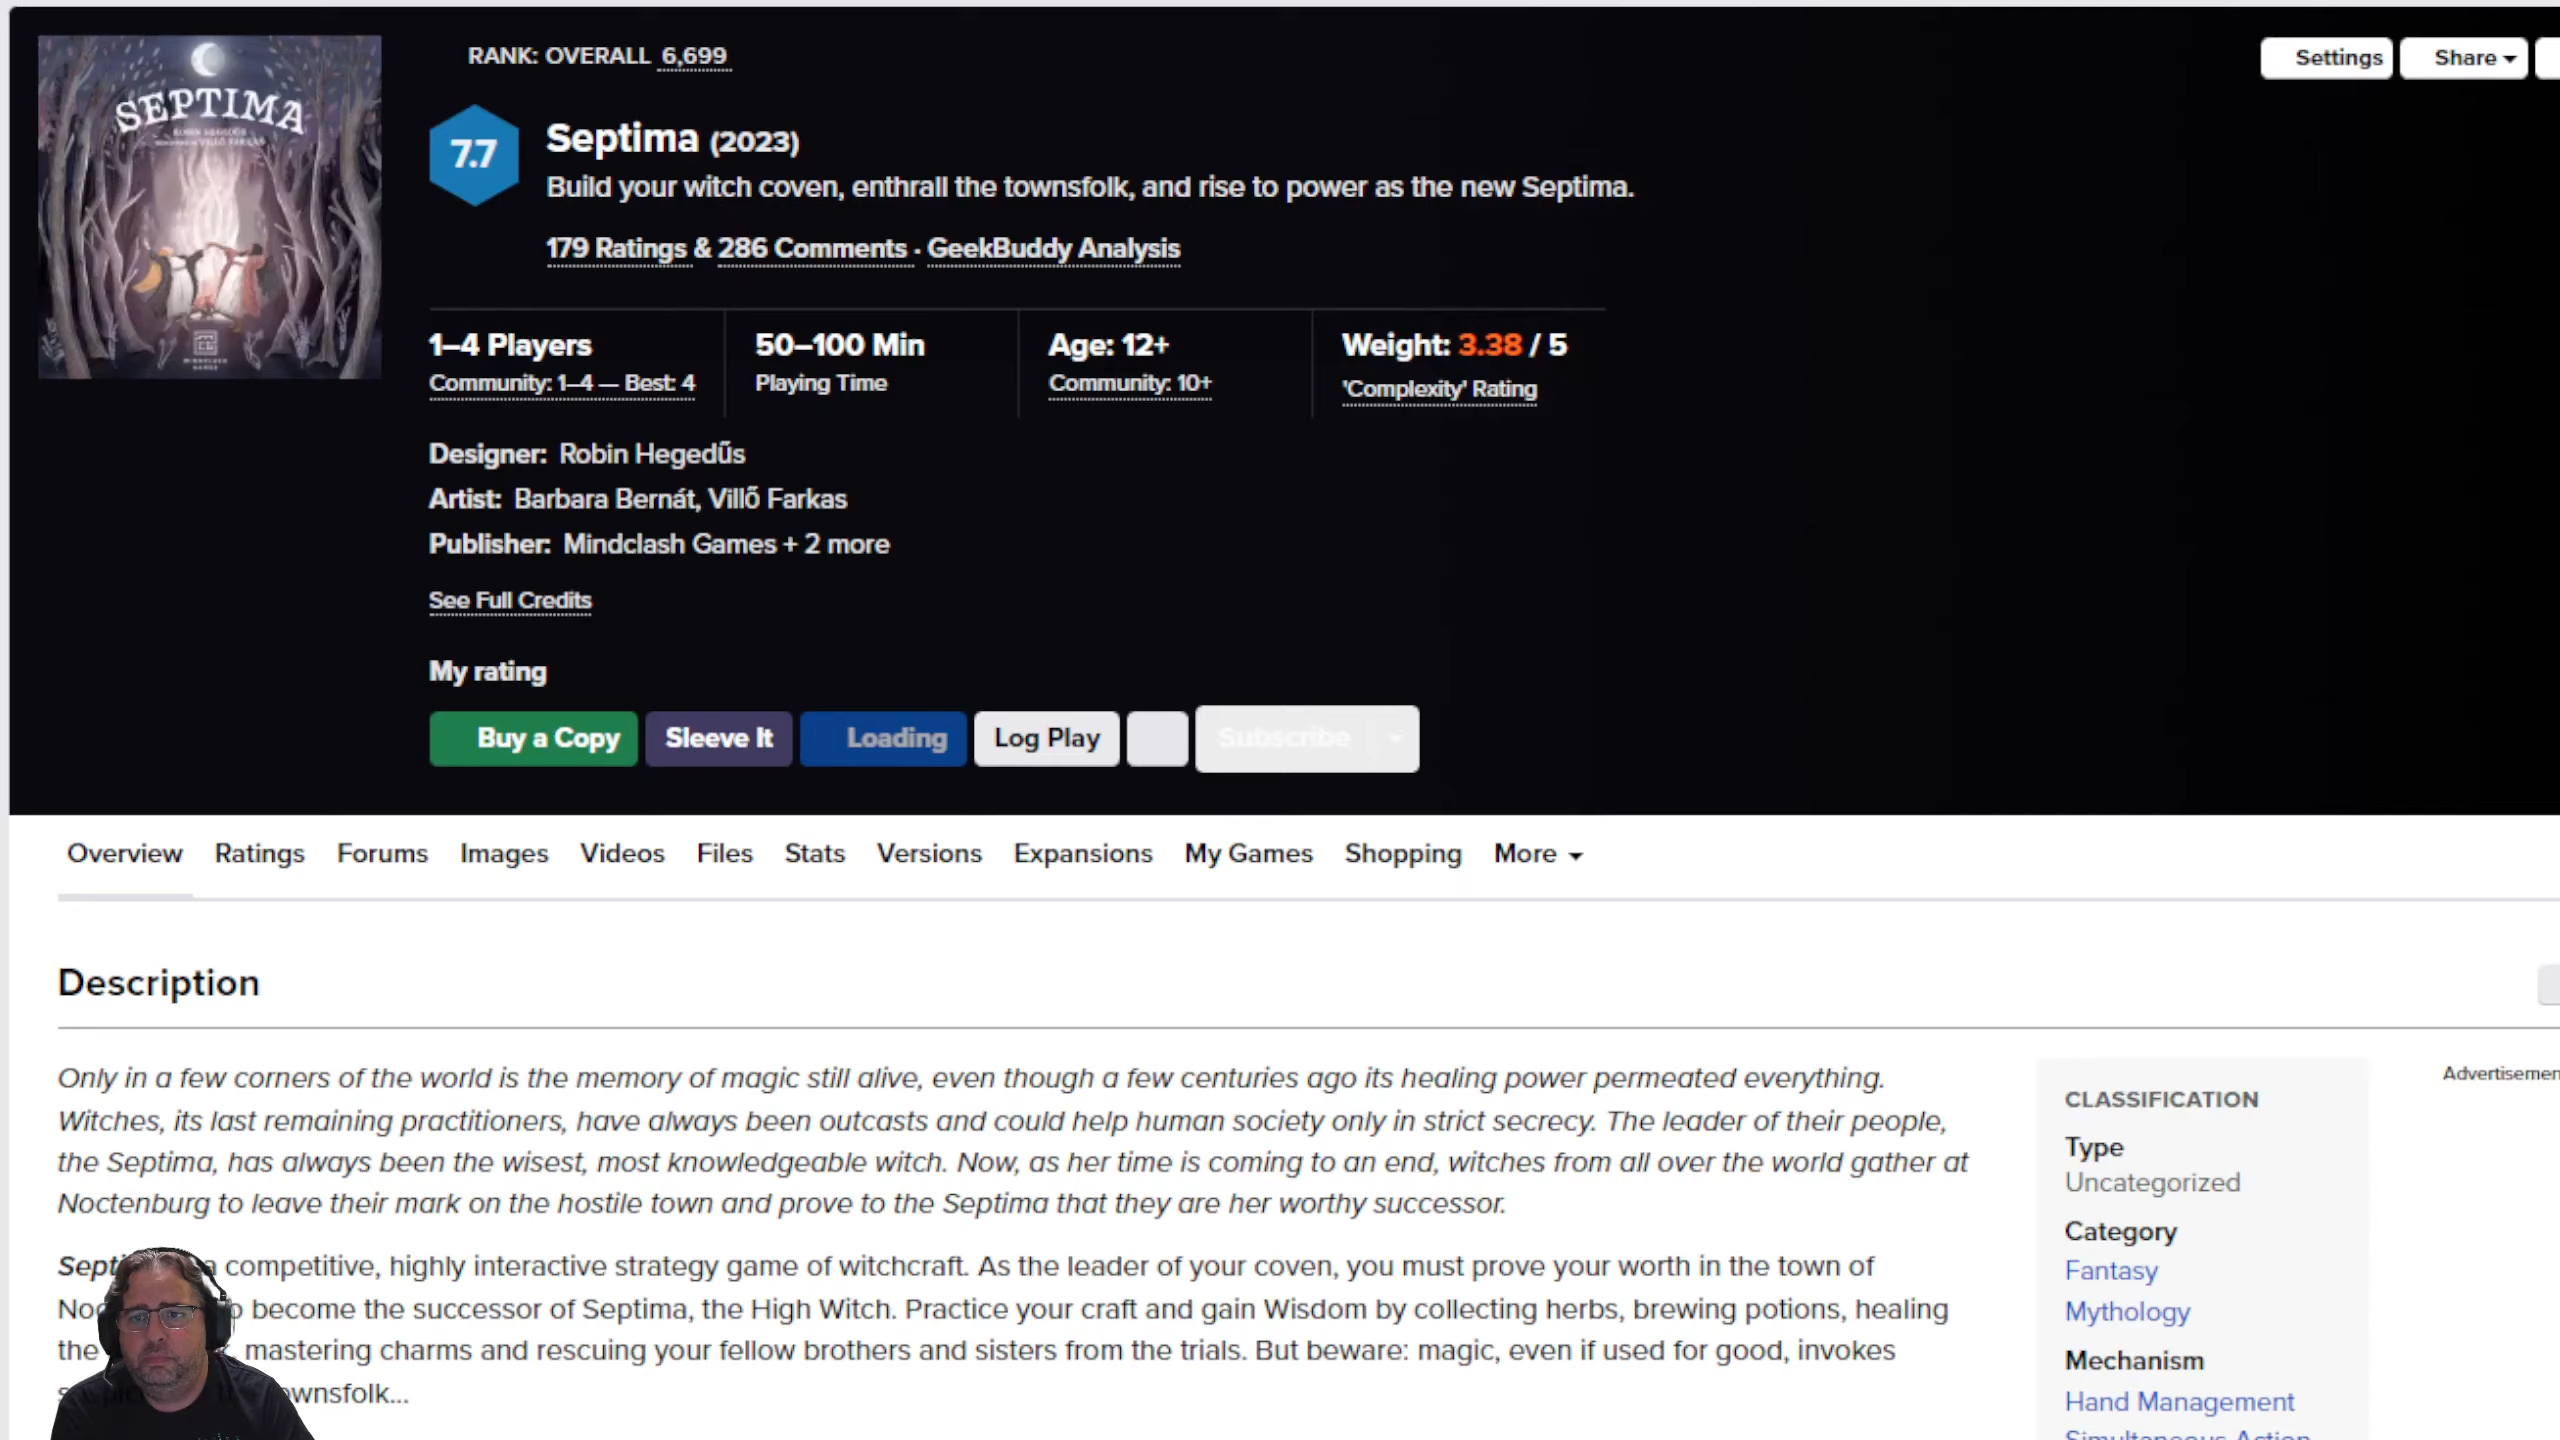 SEPTIMA
ROBIN HEGEDŰS
VILLŐ FARKAS
MINDCLASH
GAMES
RANK: OVERALL 6,699
Settings
Share
7.7
Septima (2023)
Build your witch coven, enthrall the townsfolk, and rise to power as the new Septima.
179 Ratings & 286 Comments · GeekBuddy Analysis
1–4 Players
Community: 1–4 — Best: 4
50–100 Min
Playing Time
Age: 12+
Community: 10+
Weight: 3.38 / 5
'Complexity' Rating
Designer: Robin Hegedűs
Artist: Barbara Bernát, Villő Farkas
Publisher: Mindclash Games + 2 more
See Full Credits
My rating
Buy a Copy
Sleeve It
Loading
Log Play
Subscribe
Overview Ratings Forums Images Videos Files Stats Versions Expansions My Games Shopping More
Description
Only in a few corners of the world is the memory of magic still alive, even though a few centuries ago its healing power permeated everything.
Witches, its last remaining practitioners, have always been outcasts and could help human society only in strict secrecy. The leader of their people,
the Septima, has always been the wisest, most knowledgeable witch. Now, as her time is coming to an end, witches from all over the world gather at
Noctenburg to leave their mark on the hostile town and prove to the Septima that they are her worthy successor.
competitive, highly interactive strategy game of witchcraft. As the leader of your coven, you must prove your worth in the town of
become the successor of Septima, the High Witch. Practice your craft and gain Wisdom by collecting herbs, brewing potions, healing
the mastering charms and rescuing your fellow brothers and sisters from the trials. But beware: magic, even if used for good, invokes
ownsfolk...
CLASSIFICATION
Type
Uncategorized
Category
Fantasy
Mythology
Mechanism
Hand Management
Simultaneous Action
Advertisemen